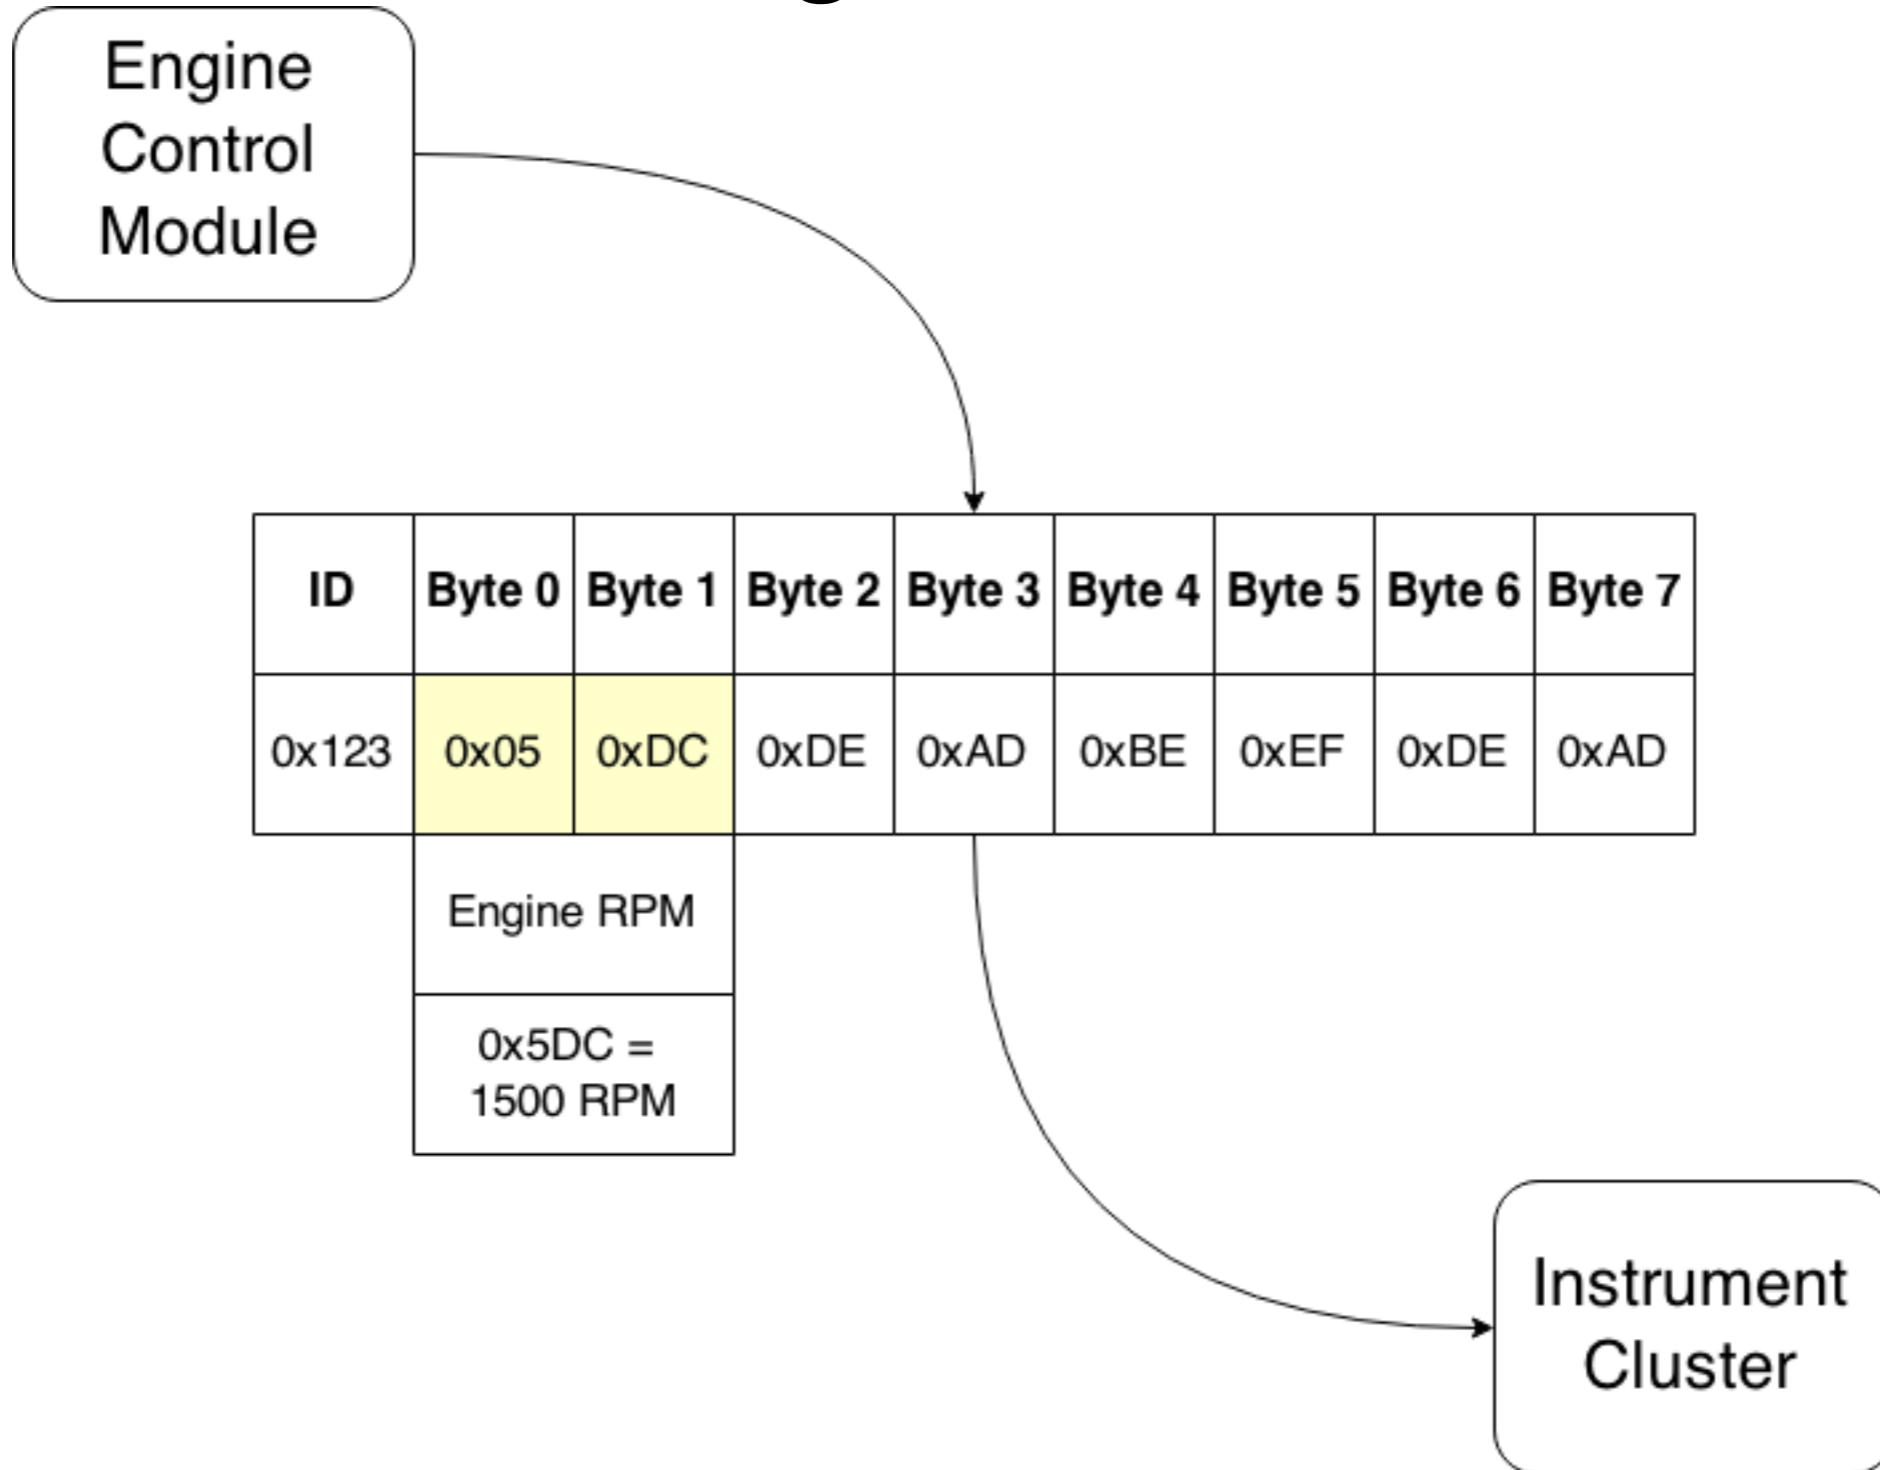 Engine
Control
Module
ID Byte 0 Byte 1 Byte 2 Byte 3 Byte 4 Byte 5 Byte 6 Byte 7
0x123 0x05 0xDC 0xDE 0xAD 0xBE 0xEF 0xDE 0xAD
Engine RPM
0x5DC =
1500 RPM
Instrument
Cluster